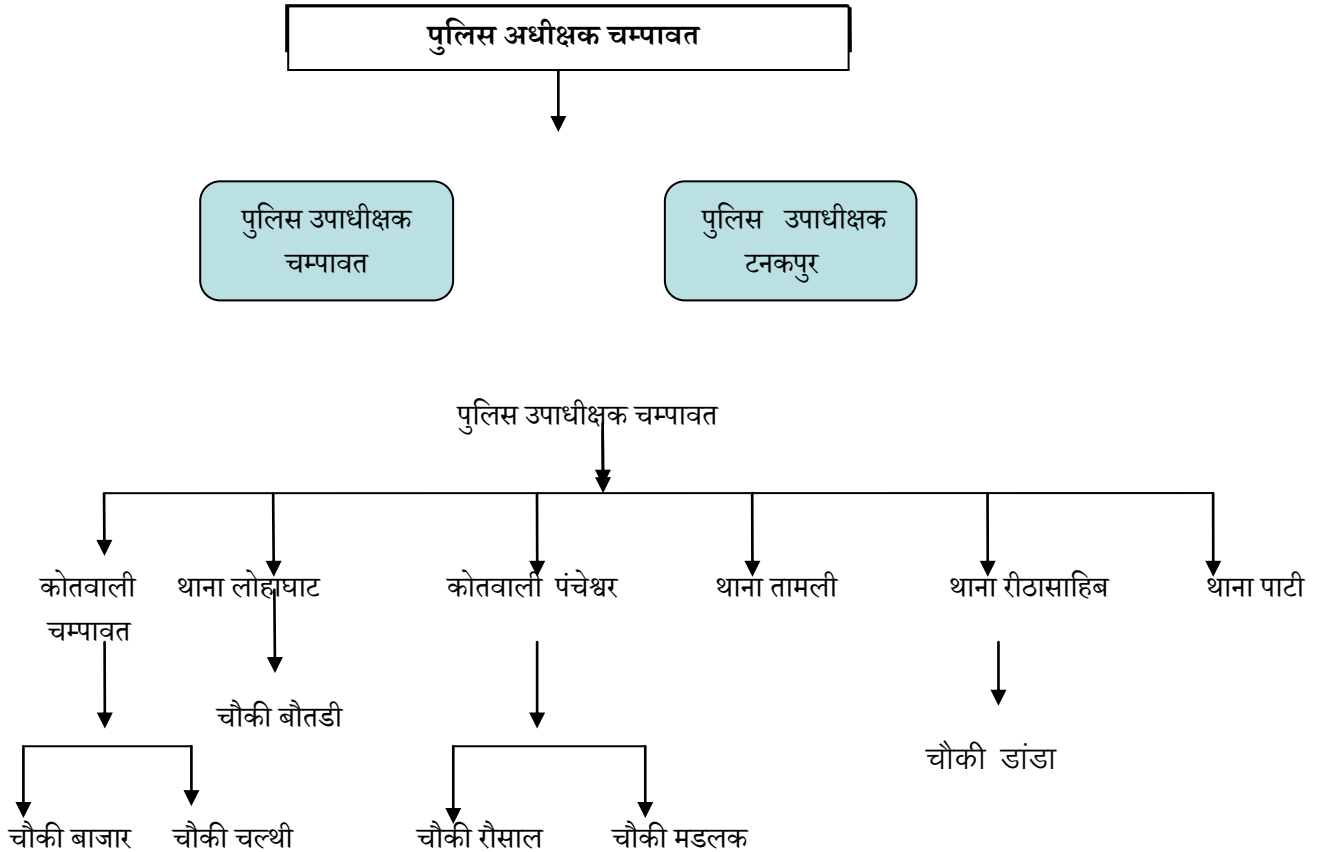 पुलिस अधीक्षक चम्पावत
पुलिस उपाधीक्षक
चम्पावत
पुलिस उपाधीक्षक
टनकपुर
पुलिस उपाधीक्षक चम्पावत
कोतवाली
चम्पावत
थाना लोहाघाट
कोतवाली पंचेश्वर
थाना तामली
थाना रीठासाहिब
थाना पाटी
चौकी बौतडी
चौकी डांडा
चौकी बाजार
चौकी चल्थी
चौकी रौसाल
चौकी मडलक